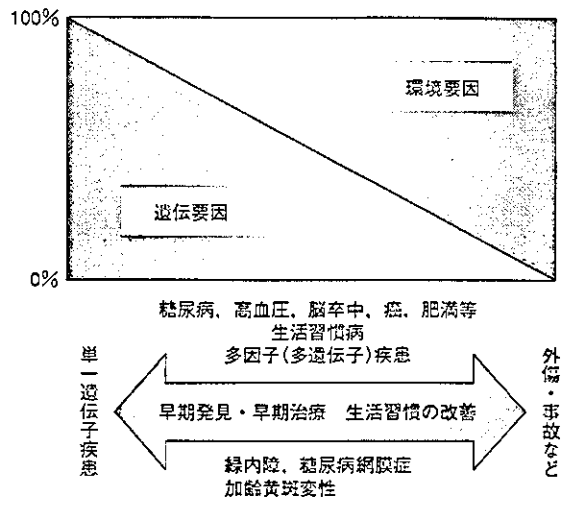 100%
環境要因
遺伝要因
0%
糖尿病、高血圧、脳卒中、癌、肥満等
生活習慣病
多因子(多遺伝子)疾患
単一遺伝子疾患
早期発見・早期治療 生活習慣の改善
外傷・事故など
緑内障、糖尿病網膜症
加齢黄斑変性